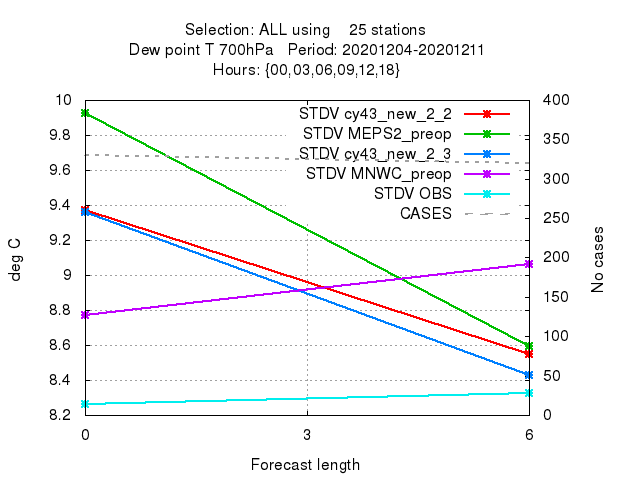 Selection: ALL using 25 stations
Dew point T 700hPa Period: 20201204-20201211
Hours: {00,03,06,09,12,18}
10
9.8
9.6
9.4
9.2
9
8.8
8.6
8.4
8.2
deg C
STDV cy43_new_2_2
STDV MEPS2_preop
STDV cy43_new_2_3
STDV MNWC_preop
STDV OBS
CASES
400
350
300
250
200
150
100
50
0
No cases
0 3 6
Forecast length